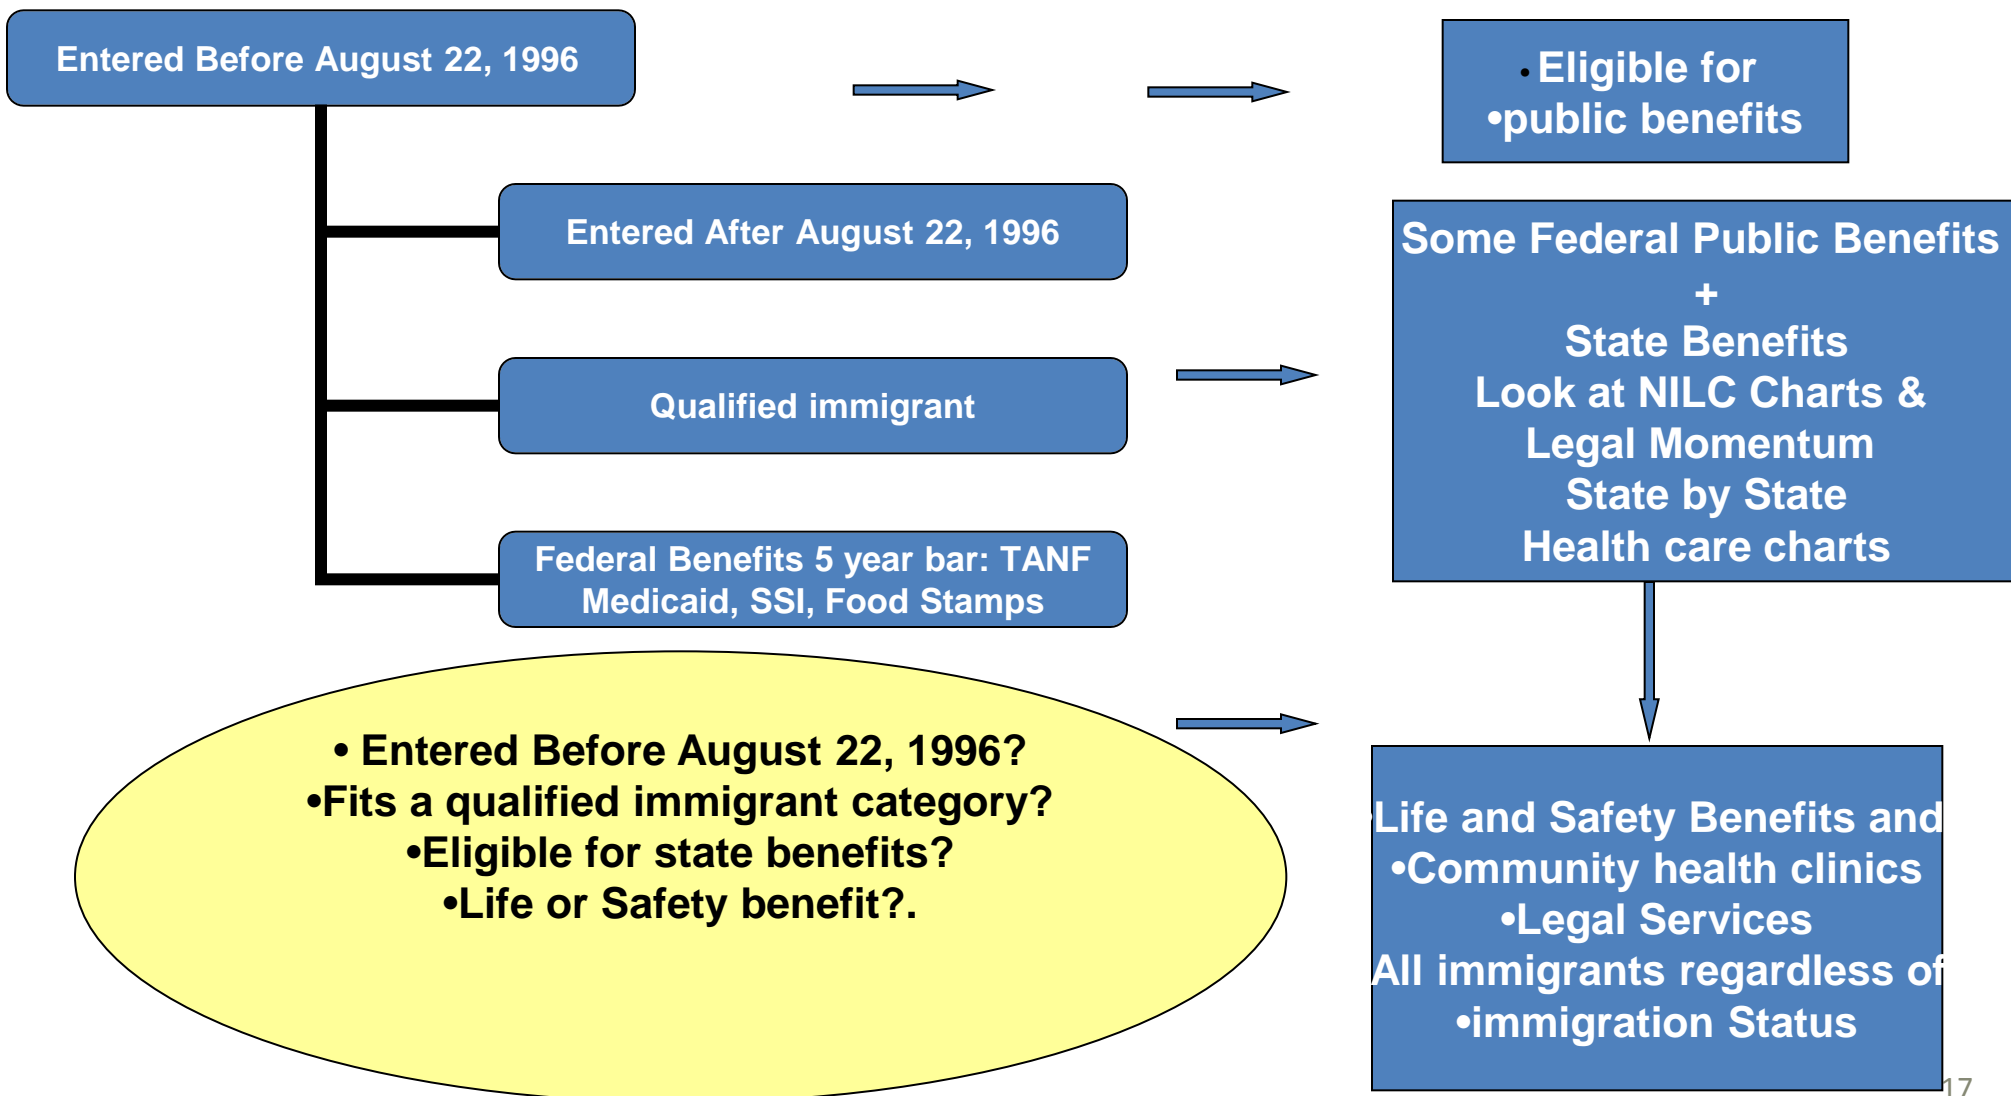 Entered Before August 22, 1996
• Eligible for
•public benefits
Entered After August 22, 1996
Qualified immigrant
Federal Benefits 5 year bar: TANF
Medicaid, SSI, Food Stamps
Some Federal Public Benefits
+
State Benefits
Look at NILC Charts &
Legal Momentum
State by State
Health care charts
• Entered Before August 22, 1996?
•Fits a qualified immigrant category?
•Eligible for state benefits?
•Life or Safety benefit?.
•Life and Safety Benefits and
•Community health clinics
•Legal Services
All immigrants regardless of
•immigration Status
17